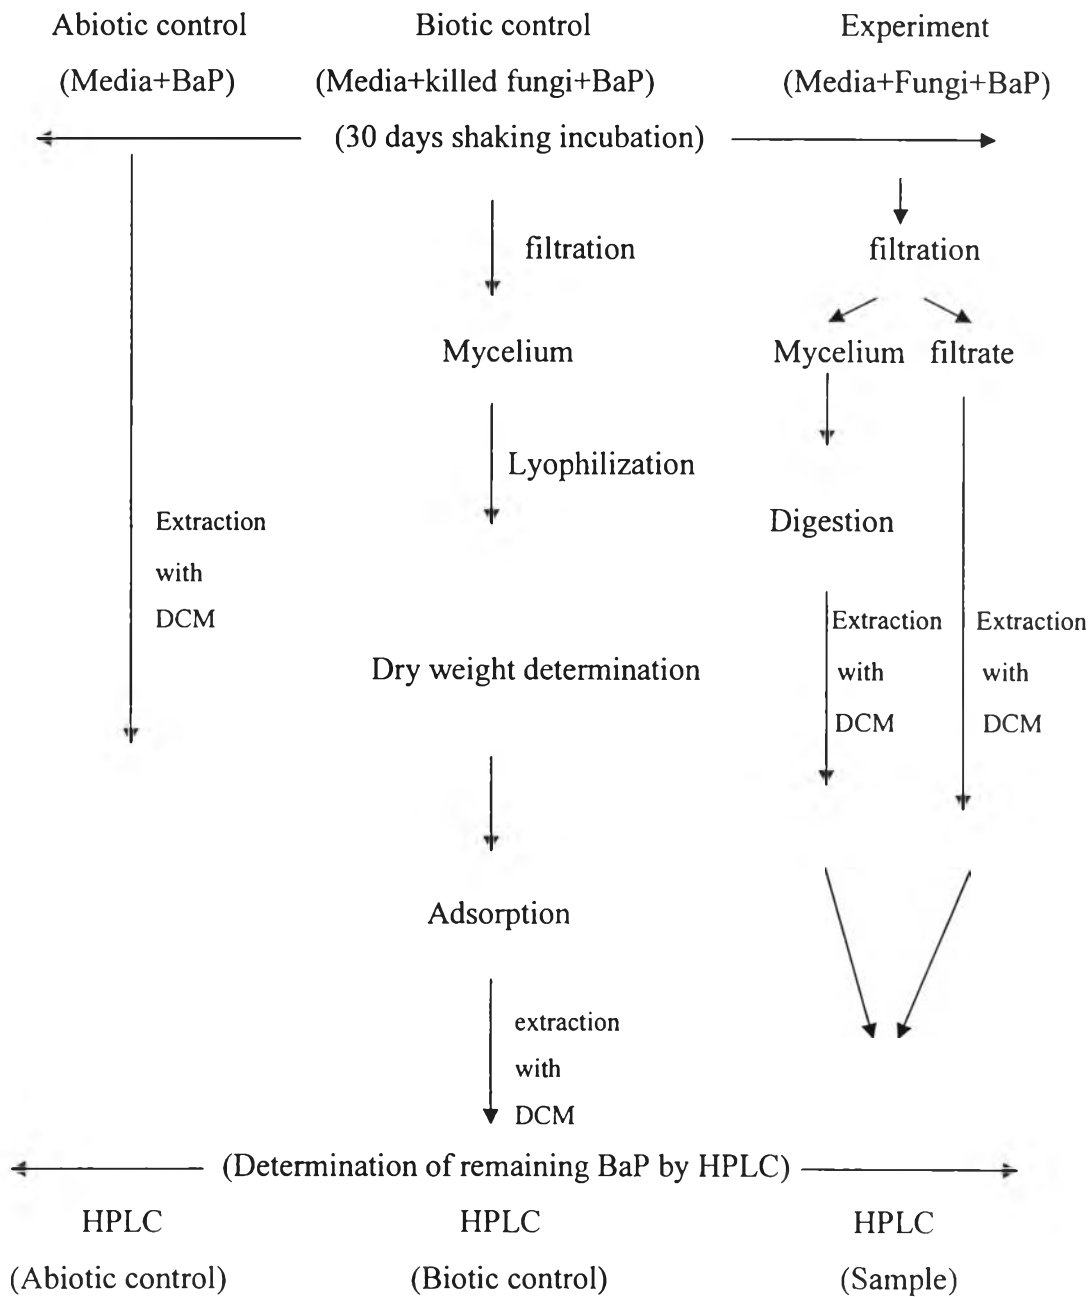 Abiotic control
Biotic control
Experiment
(Media+BaP)
(Media+killed fungi+BaP)
(Media+Fungi+BaP)
(30 days shaking incubation)
filtration
filtration
Mycelium
Mycelium
filtrate
Lyophilization
Extraction
with
DCM
Digestion
Dry weight determination
Extraction
with
DCM
Extraction
with
DCM
Adsorption
extraction
with
DCM
(Determination of remaining BaP by HPLC)
HPLC
HPLC
HPLC
(Abiotic control)
(Biotic control)
(Sample)